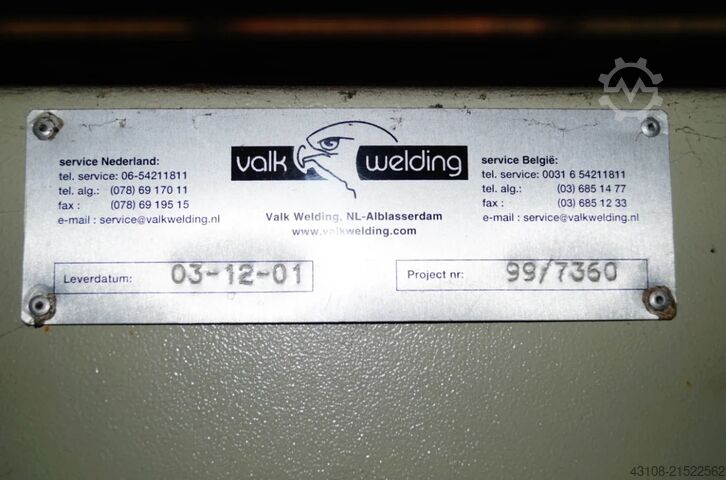 service Nederland:
tel. service: 06-54211811
tel. alg.: (078) 69 170 11
fax : (078) 69 195 15
e-mail : service@valkwelding.nl
valk welding
Valk Welding, NL-Alblasserdam
www.valkwelding.com
service België:
tel. service: 0031 6 54211811
tel. alg.: (03) 685 14 77
fax : (03) 685 12 33
e-mail : service@valkwelding.nl
Leverdatum: 03-12-01
Project nr: 99/7360
43108-21522562